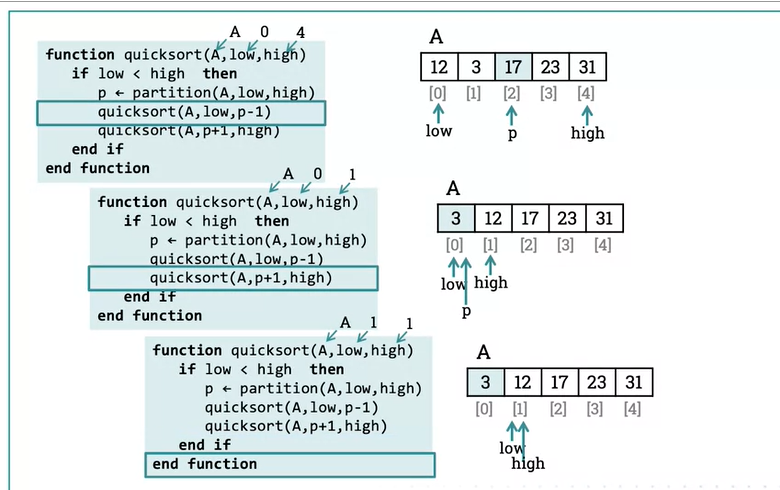 A 0 4
function quicksort(A,low,high)
if low < high then
p ← partition(A,low,high)
quicksort(A,low,p-1)
quicksort(A,p+1,high)
end if
end function
A
12 3 17 23 31
[0] [1] [2] [3] [4]
low p high
A 0 1
function quicksort(A,low,high)
if low < high then
p ← partition(A,low,high)
quicksort(A,low,p-1)
quicksort(A,p+1,high)
end if
end function
A
3 12 17 23 31
[0] [1] [2] [3] [4]
low high
p
A 1 1
function quicksort(A,low,high)
if low < high then
p ← partition(A,low,high)
quicksort(A,low,p-1)
quicksort(A,p+1,high)
end if
end function
A
3 12 17 23 31
[0] [1] [2] [3] [4]
low
high